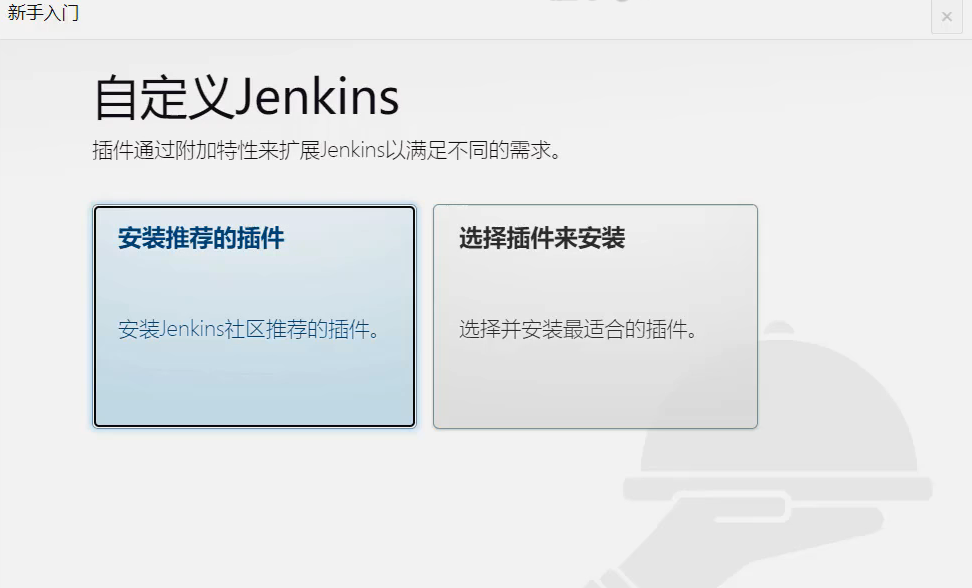 新手入门
自定义Jenkins
插件通过附加特性来扩展Jenkins以满足不同的需求。
安装推荐的插件
安装Jenkins社区推荐的插件。
选择插件来安装
选择并安装最适合的插件。